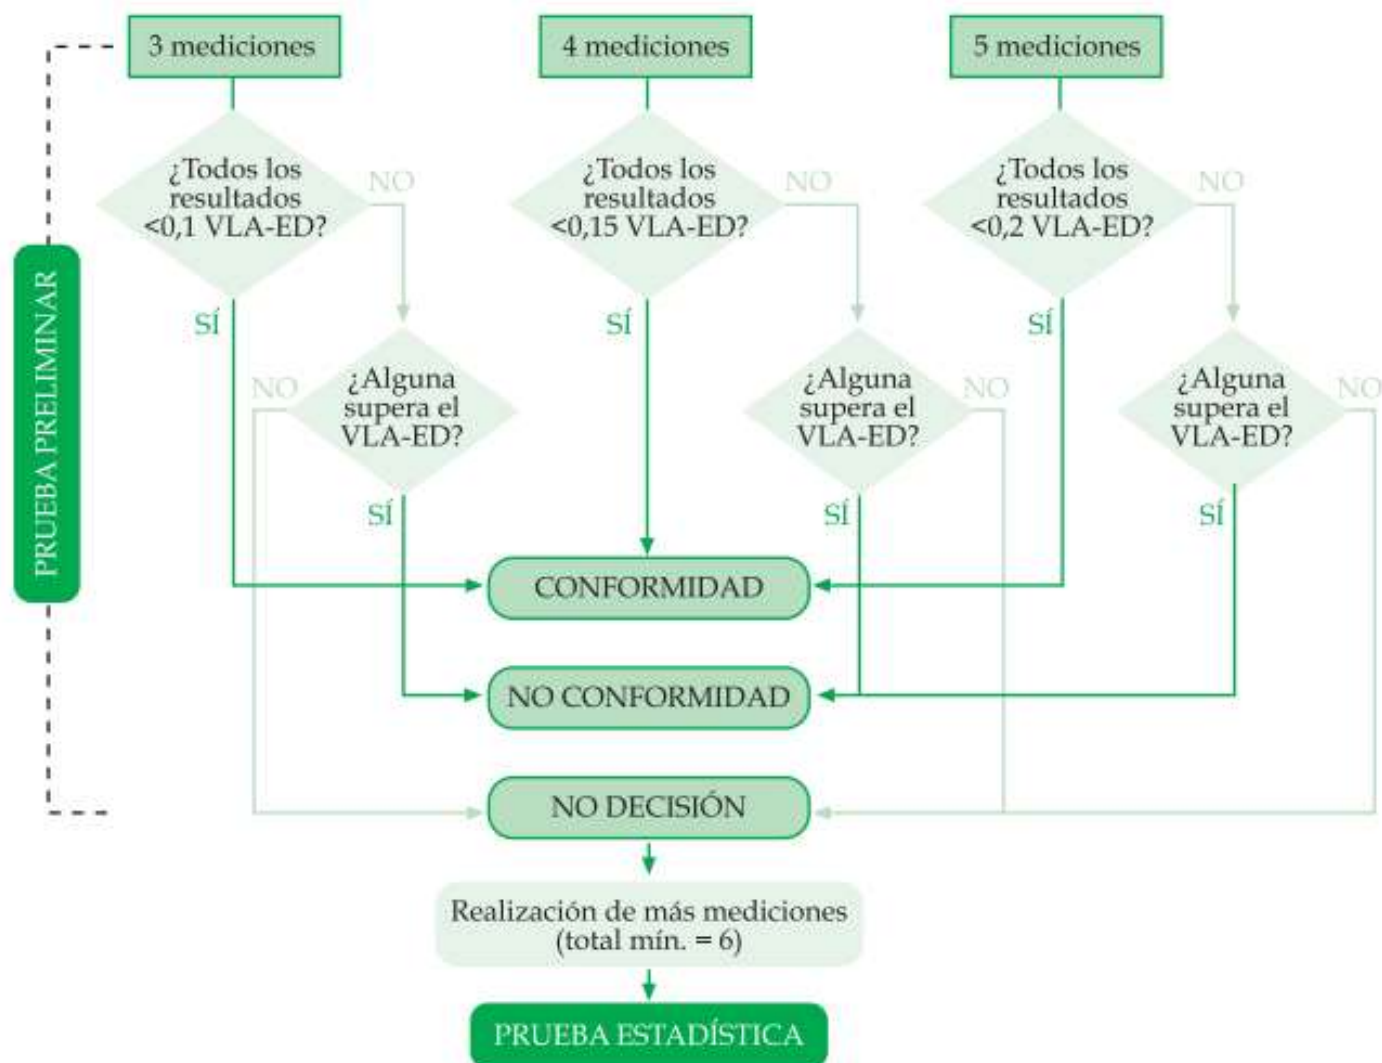 3 mediciones
4 mediciones
5 mediciones
¿Todos los
resultados
<0,1 VLA-ED?
NO
¿Todos los
resultados
<0,15 VLA-ED?
NO
¿Todos los
resultados
<0,2 VLA-ED?
NO
PRUEBA PRELIMINAR
SÍ
SÍ
SÍ
NO
¿Alguna
supera el
VLA-ED?
¿Alguna
supera el
VLA-ED?
NO
¿Alguna
supera el
VLA-ED?
NO
SÍ
SÍ
SÍ
CONFORMIDAD
NO CONFORMIDAD
NO DECISIÓN
Realización de más mediciones
(total mín. = 6)
PRUEBA ESTADÍSTICA